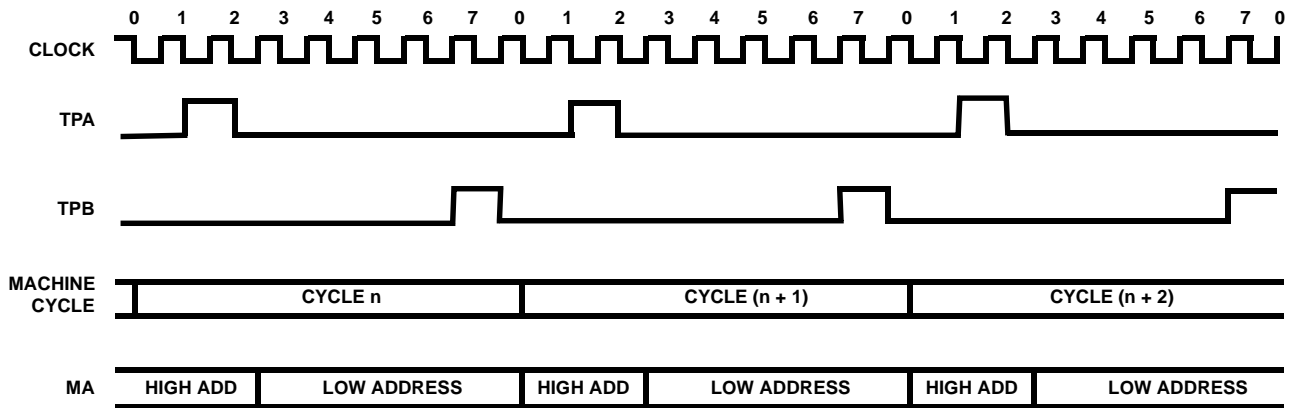 0 1 2 3 4 5 6 7 0 1 2 3 4 5 6 7 0 1 2 3 4 5 6 7 0
CLOCK
TPA
TPB
MACHINE
CYCLE
CYCLE n CYCLE (n + 1) CYCLE (n + 2)
MA HIGH ADD LOW ADDRESS HIGH ADD LOW ADDRESS HIGH ADD LOW ADDRESS